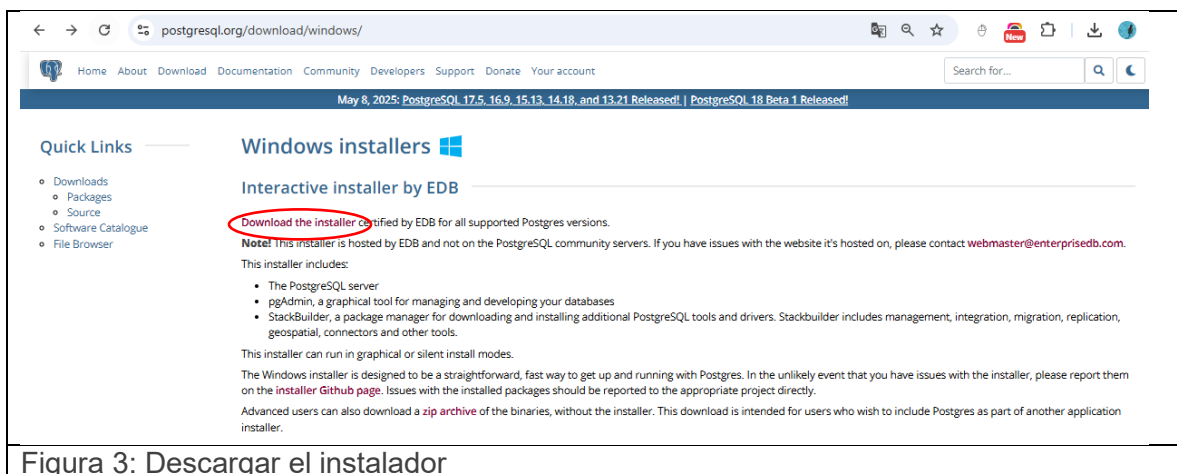 postgresql.org/download/windows/
New
Home About Download Documentation Community Developers Support Donate Your account
Search for...
May 8, 2025: PostgreSQL 17.5, 16.9, 15.13, 14.18, and 13.21 Released! | PostgreSQL 18 Beta 1 Released!
Quick Links
Downloads
Packages
Source
Software Catalogue
File Browser
Windows installers
Interactive installer by EDB
Download the installer certified by EDB for all supported Postgres versions.
Note! This installer is hosted by EDB and not on the PostgreSQL community servers. If you have issues with the website it's hosted on, please contact webmaster@enterprisedb.com.
This installer includes:
The PostgreSQL server
pgAdmin, a graphical tool for managing and developing your databases
StackBuilder, a package manager for downloading and installing additional PostgreSQL tools and drivers. Stackbuilder includes management, integration, migration, replication,
geospatial, connectors and other tools.
This installer can run in graphical or silent install modes.
The Windows installer is designed to be a straightforward, fast way to get up and running with Postgres. In the unlikely event that you have issues with the installer, please report them
on the installer Github page. Issues with the installed packages should be reported to the appropriate project directly.
Advanced users can also download a zip archive of the binaries, without the installer. This download is intended for users who wish to include Postgres as part of another application
installer.
Figura 3: Descargar el instalador